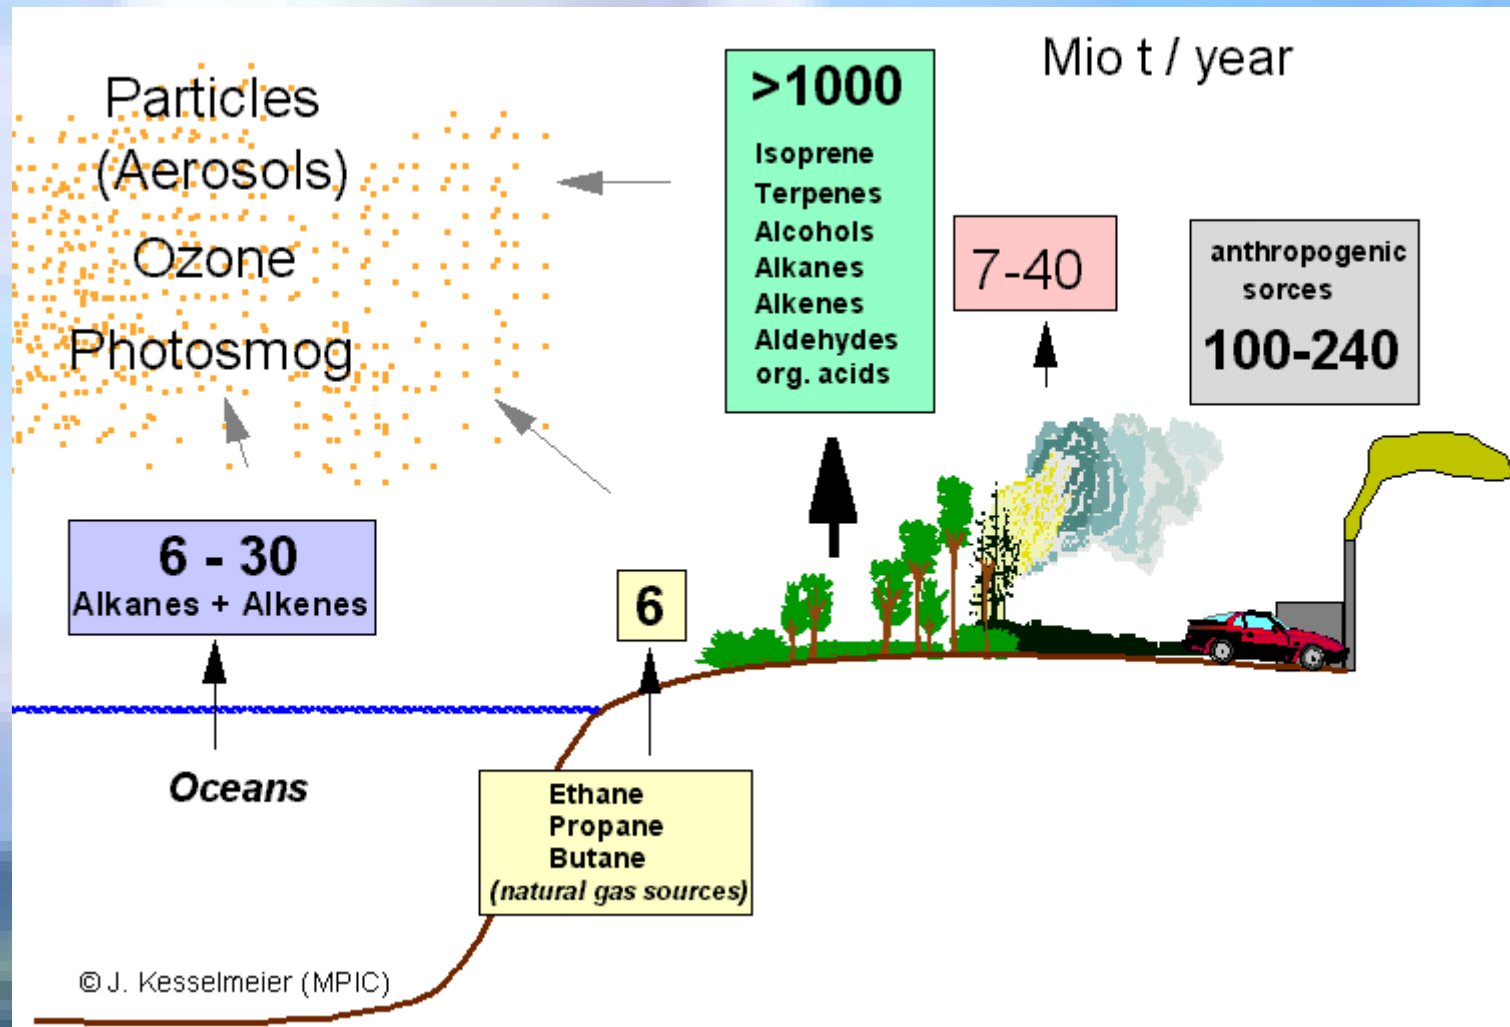 Mio t / year
Particles
(Aerosols)
Ozone
Photosmog
>1000
Isoprene
Terpenes
Alcohols
Alkanes
Alkenes
Aldehydes
org. acids
7-40
anthropogenic
sorces
100-240
6 - 30
Alkanes + Alkenes
6
Oceans
Ethane
Propane
Butane
(natural gas sources)
© J. Kesselmeier (MPIC)